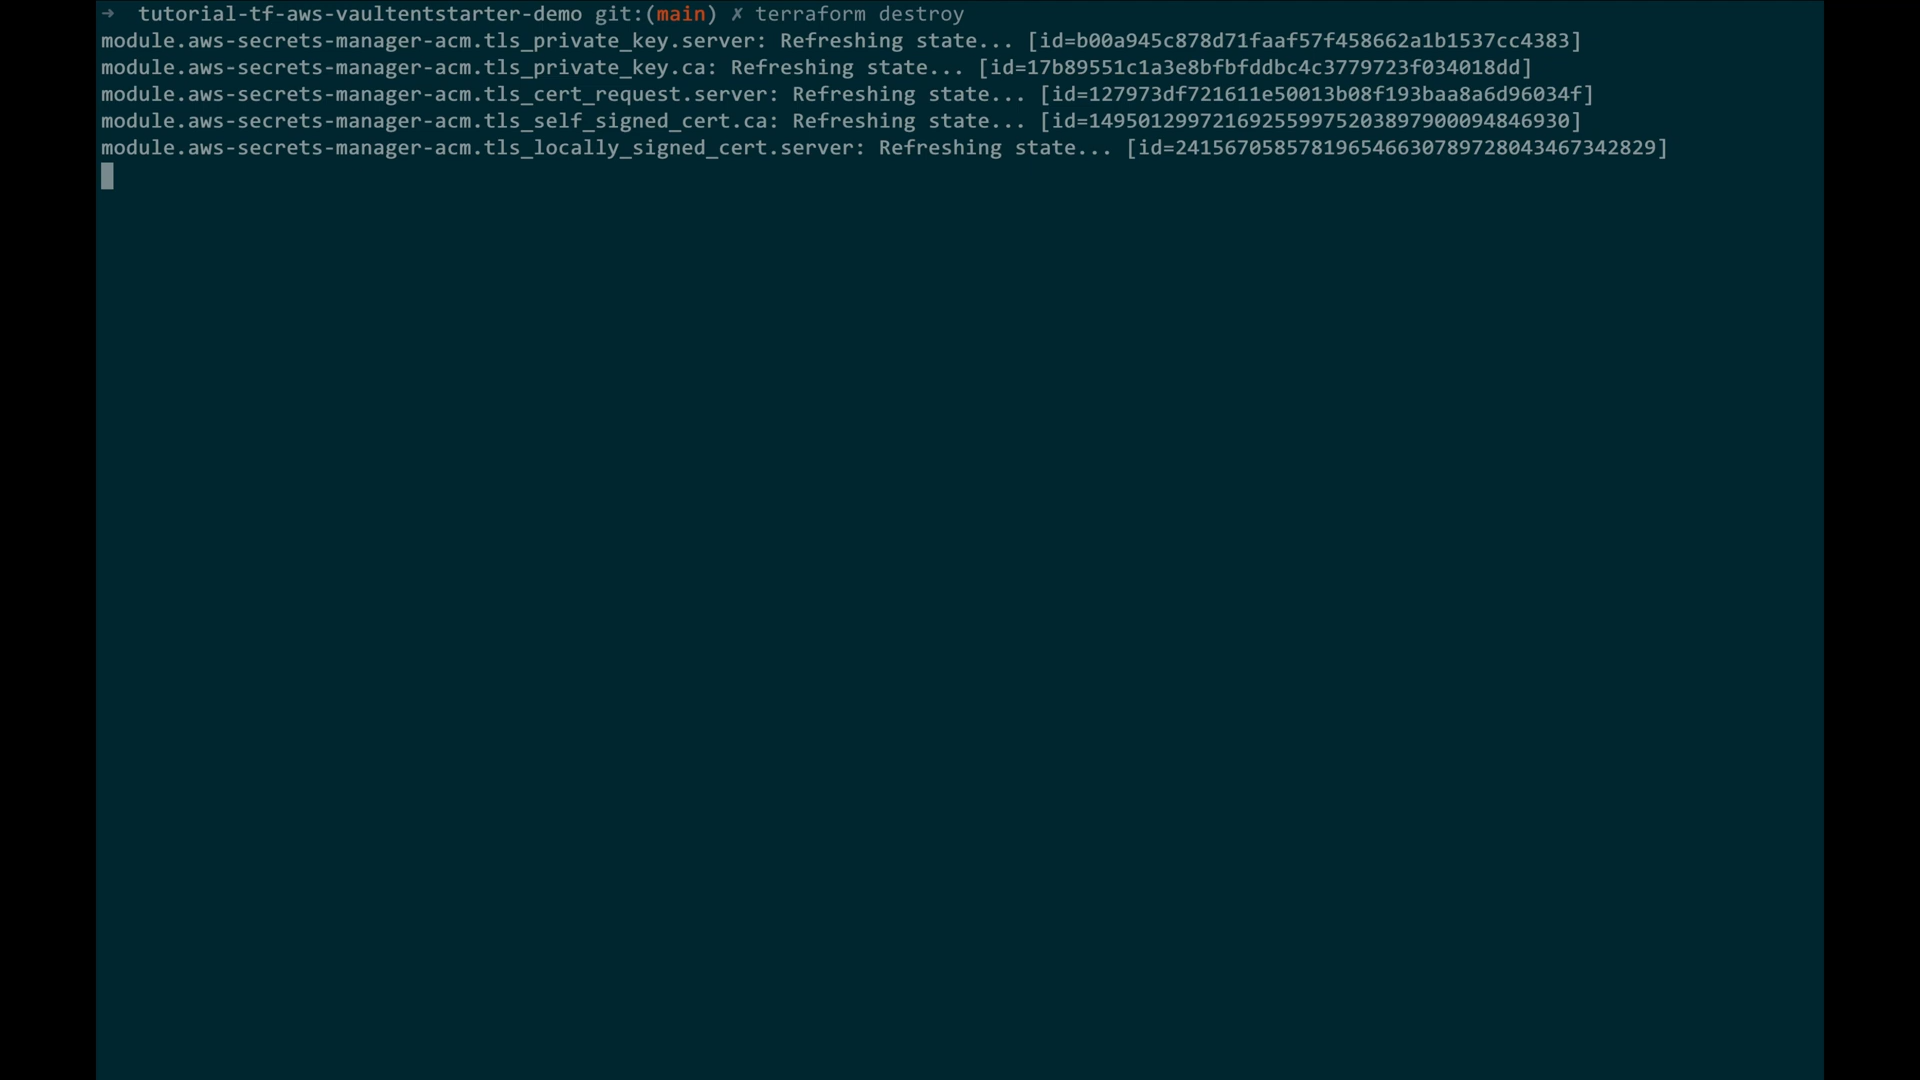 ➜  tutorial-tf-aws-vaultentstarter-demo git:(main) ✗ terraform destroy
module.aws-secrets-manager-acm.tls_private_key.server: Refreshing state... [id=b00a945c878d71faaf57f458662a1b1537cc4383]
module.aws-secrets-manager-acm.tls_private_key.ca: Refreshing state... [id=17b89551c1a3e8bfbfddbc4c3779723f034018dd]
module.aws-secrets-manager-acm.tls_cert_request.server: Refreshing state... [id=127973df721611e50013b08f193baa8a6d96034f]
module.aws-secrets-manager-acm.tls_self_signed_cert.ca: Refreshing state... [id=149501299721692559975203897900094846930]
module.aws-secrets-manager-acm.tls_locally_signed_cert.server: Refreshing state... [id=241567058578196546630789728043467342829]